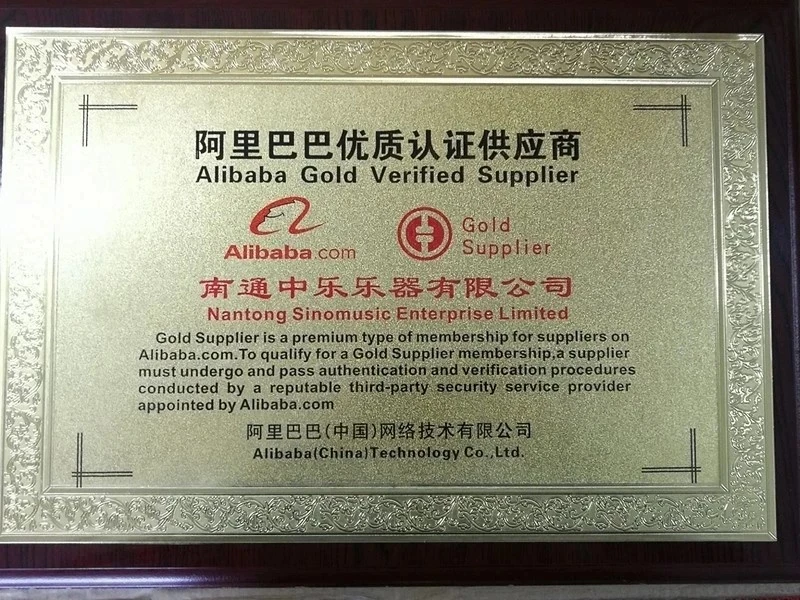 阿里巴巴优质认证供应商
Alibaba Gold Verified Supplier
Alibaba.com
Gold
Supplier
南通中乐乐器有限公司
Nantong Sinomusic Enterprise Limited
Gold Supplier is a premium type of membership for suppliers on
Alibaba.com.To qualify for a Gold Supplier membership,a supplier
must undergo and pass authentication and verification procedures
conducted by a reputable third-party security service provider
appointed by Alibaba.com
阿里巴巴(中国)网络技术有限公司
Alibaba(China)Technology Co.,Ltd.